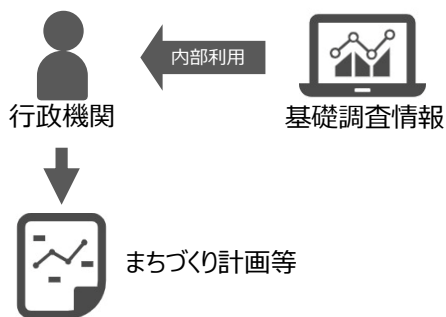 内部利用
行政機関
基礎調査情報
まちづくり計画等